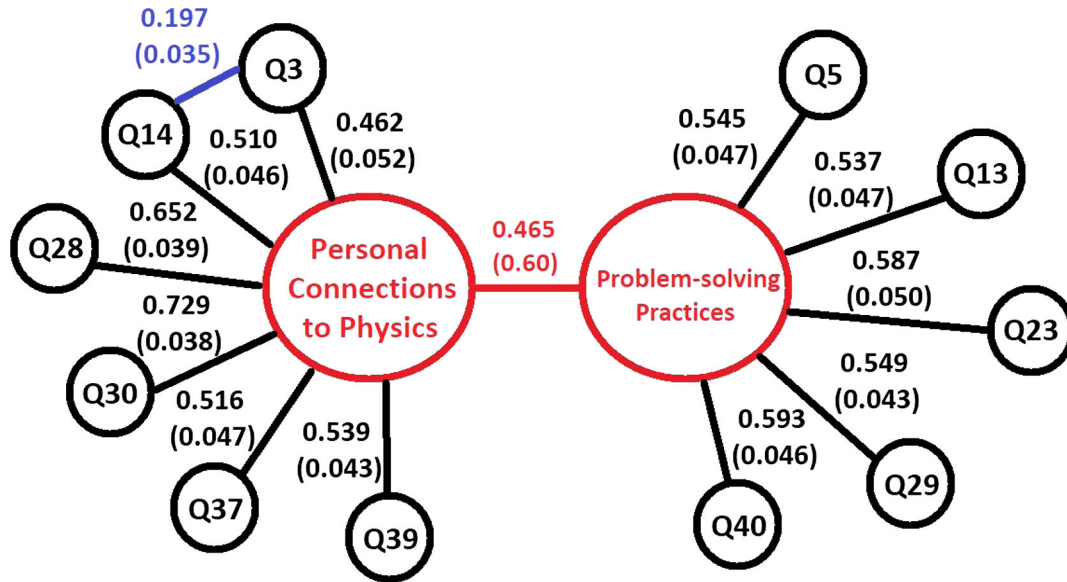 0.197
(0.035)
Q3
Q14
0.462
(0.052)
0.510
(0.046)
Q28
0.652
(0.039)
Personal
Connections
to Physics
Q30
0.729
(0.038)
Q37
0.516
(0.047)
Q39
0.539
(0.043)
0.465
(0.60)
Problem-solving
Practices
Q5
0.545
(0.047)
Q13
0.537
(0.047)
Q23
0.587
(0.050)
Q29
0.549
(0.043)
Q40
0.593
(0.046)